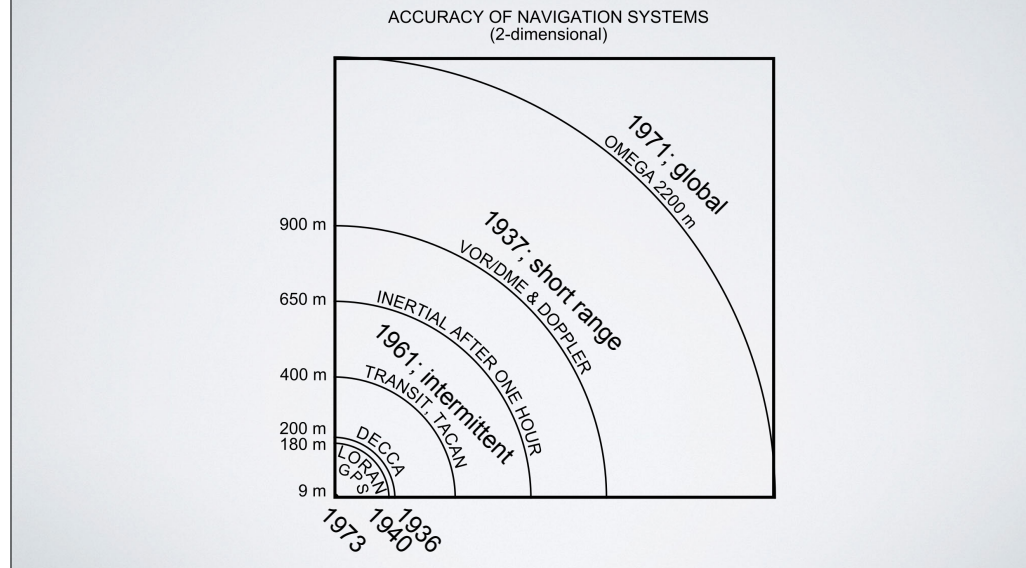 ACCURACY OF NAVIGATION SYSTEMS
(2-dimensional)
1971; global
OMEGA 2200 m
900 m
1937; short range
VOR/DME & DOPPLER
650 m
INERTIAL AFTER ONE HOUR
1961; intermittent
400 m
TRANSIT, TACAN
200 m
DECCA
180 m
LORAN
GPS
9 m
1973
1940
1936